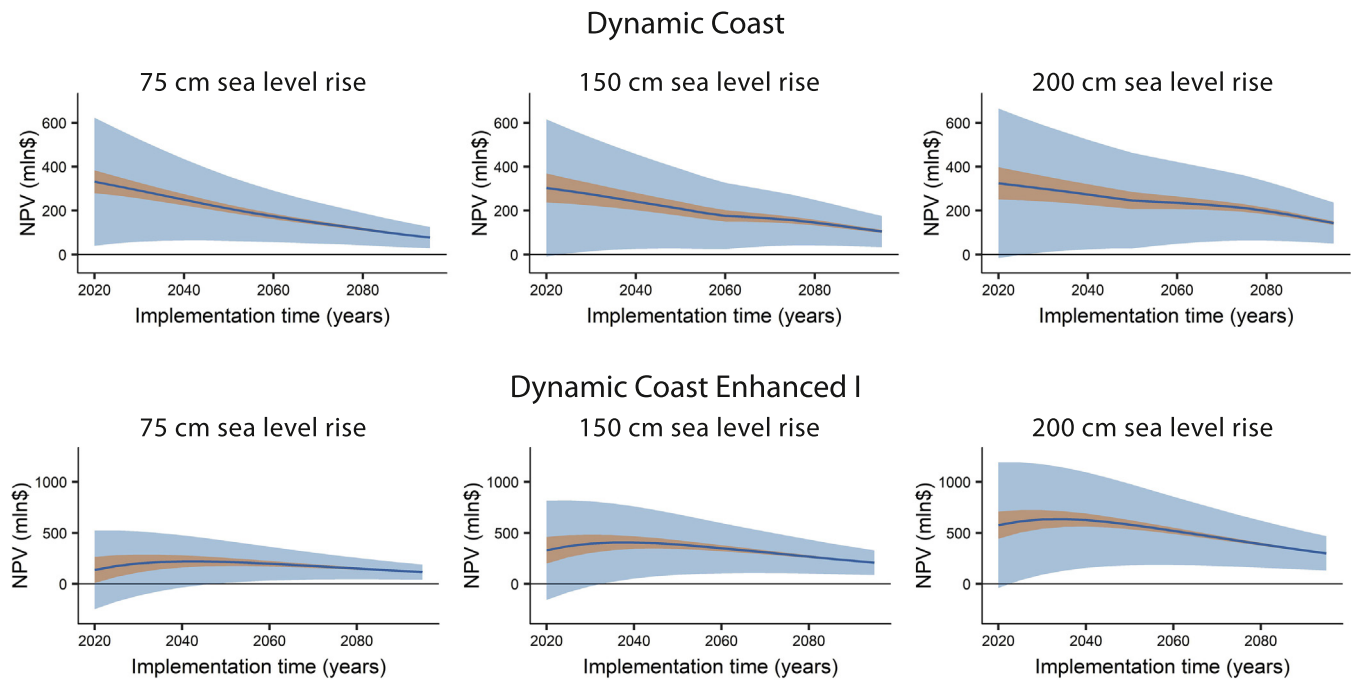 Dynamic Coast
75 cm sea level rise
150 cm sea level rise
200 cm sea level rise
NPV (mln$)
600
400
200
0
2020 2040 2060 2080
Implementation time (years)
NPV (mln$)
600
400
200
0
2020 2040 2060 2080
Implementation time (years)
NPV (mln$)
600
400
200
0
2020 2040 2060 2080
Implementation time (years)
Dynamic Coast Enhanced I
75 cm sea level rise
150 cm sea level rise
200 cm sea level rise
NPV (mln$)
1000
500
0
2020 2040 2060 2080
Implementation time (years)
NPV (mln$)
1000
500
0
2020 2040 2060 2080
Implementation time (years)
NPV (mln$)
1000
500
0
2020 2040 2060 2080
Implementation time (years)